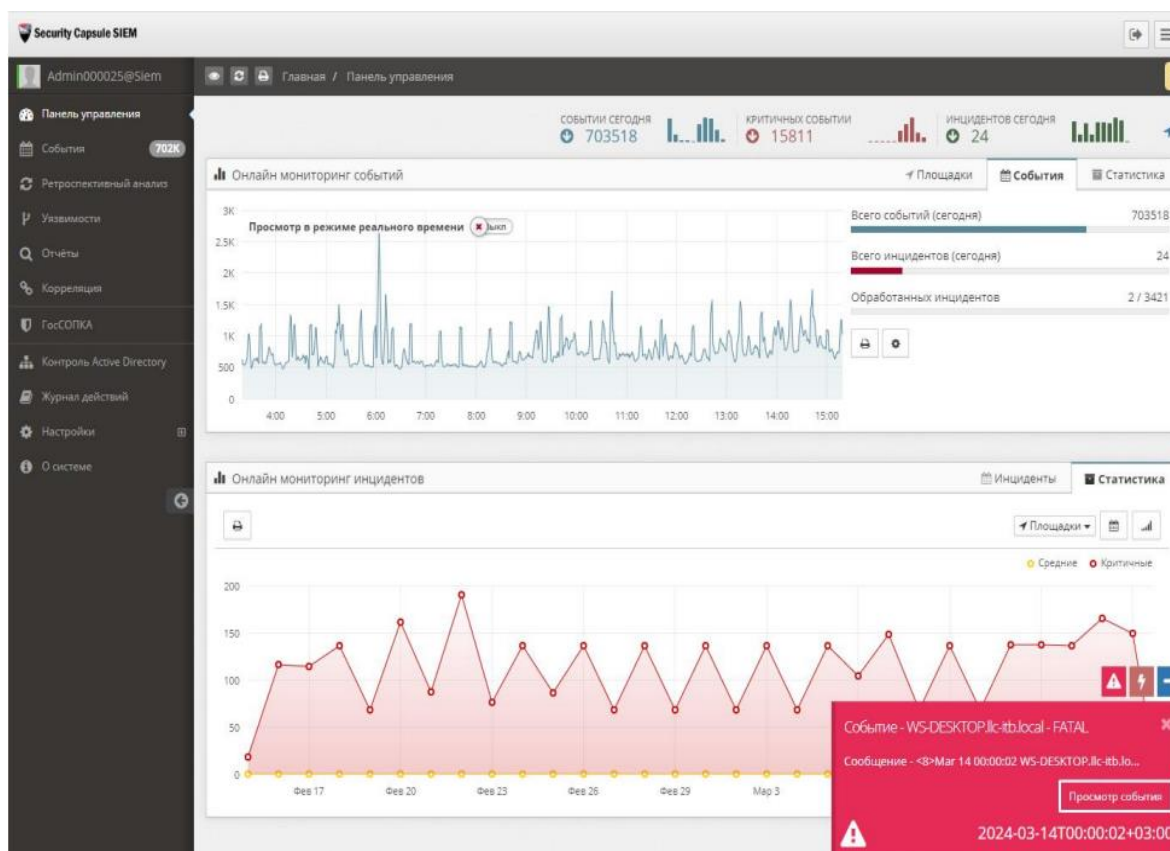 Security Capsule SIEM
Admin000025@Siem
Главная / Панель управления
Панель управления
События 702K
Ретроспективный анализ
Уязвимости
Отчёты
Корреляция
ГосСОПКА
Контроль Active Directory
Журнал действий
Настройки
О системе
СОБЫТИИ СЕГОДНЯ
703518
КРИТИЧНЫХ СОБЫТИИ
15811
ИНЦИДЕНТОВ СЕГОДНЯ
24
Онлайн мониторинг событий
Площадки
События
Статистика
Просмотр в режиме реального времени
3K
2.5K
2K
1.5K
1K
500
0
4:00 5:00 6:00 7:00 8:00 9:00 10:00 11:00 12:00 13:00 14:00 15:00
Всего событий (сегодня) 703518
Всего инцидентов (сегодня) 24
Обработанных инцидентов 2 / 3421
Онлайн мониторинг инцидентов
Инциденты
Статистика
Площадки
Средние Критичные
200
150
100
50
0
Фев 17 Фев 20 Фев 23 Фев 26 Фев 29 Мар 3
Событие - WS-DESKTOP.llc-itb.local - FATAL
Сообщение - <8>Mar 14 00:00:02 WS-DESKTOP.llc-itb.lo...
Просмотр события
2024-03-14T00:00:02+03:00